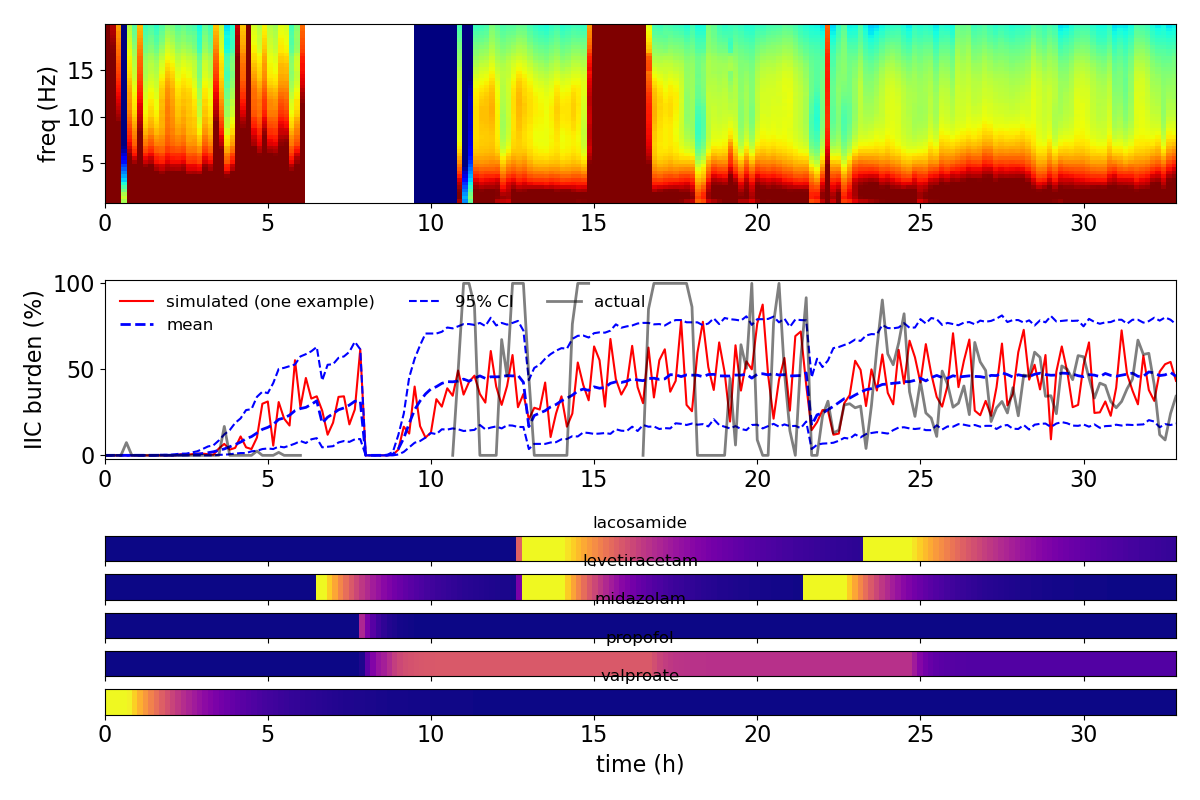 freq (Hz)
15
10
5
0 5 10 15 20 25 30
IIC burden (%)
100
50
0
simulated (one example)
mean
95% CI
actual
0 5 10 15 20 25 30
lacosamide
levetiracetam
midazolam
propofol
valproate
0 5 10 15 20 25 30
time (h)